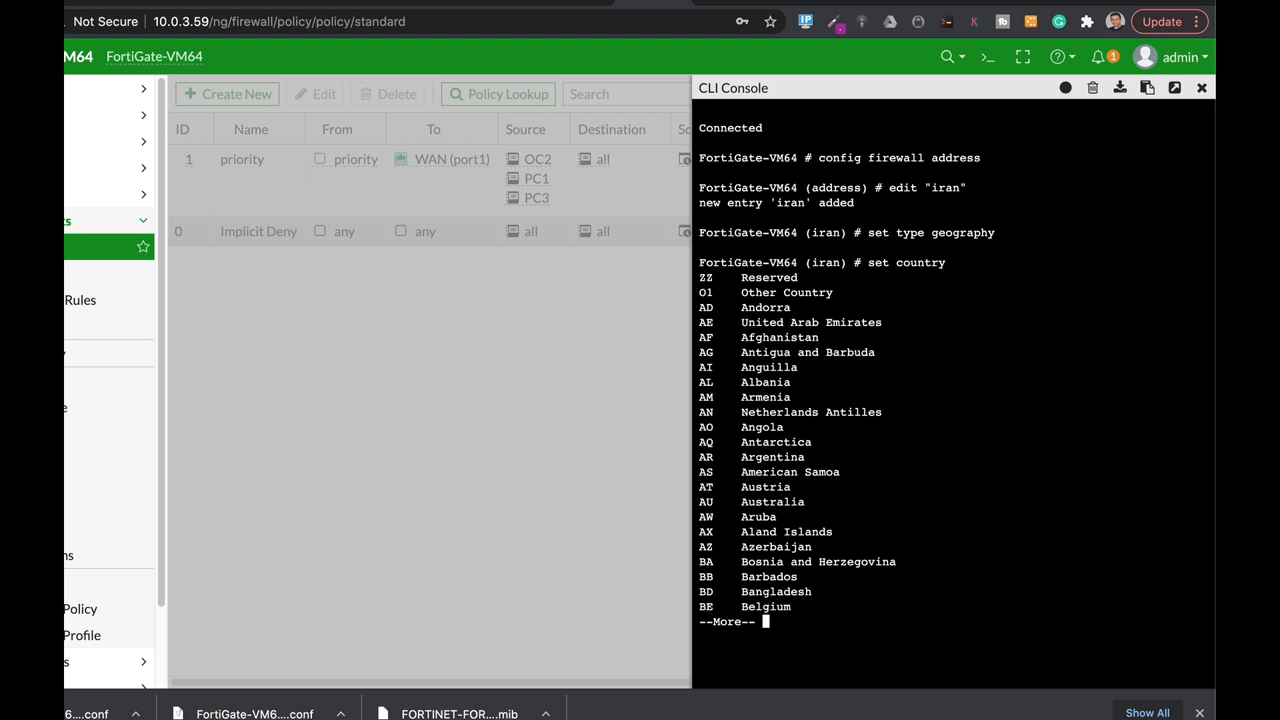 Not Secure 10.0.3.59/ng/firewall/policy/policy/standard
Update
M64 FortiGate-VM64
1 admin
Create New Edit Delete Policy Lookup Search
ID Name From To Source Destination
1 priority priority WAN (port1) OC2 all
PC1
PC3
0 Implicit Deny any any all all
Rules
Policy
Profile
CLI Console
Connected
FortiGate-VM64 # config firewall address
FortiGate-VM64 (address) # edit "iran"
new entry 'iran' added
FortiGate-VM64 (iran) # set type geography
FortiGate-VM64 (iran) # set country
ZZ Reserved
O1 Other Country
AD Andorra
AE United Arab Emirates
AF Afghanistan
AG Antigua and Barbuda
AI Anguilla
AL Albania
AM Armenia
AN Netherlands Antilles
AO Angola
AQ Antarctica
AR Argentina
AS American Samoa
AT Austria
AU Australia
AW Aruba
AX Aland Islands
AZ Azerbaijan
BA Bosnia and Herzegovina
BB Barbados
BD Bangladesh
BE Belgium
--More--
6....conf FortiGate-VM6....conf FORTINET-FOR....mib Show All